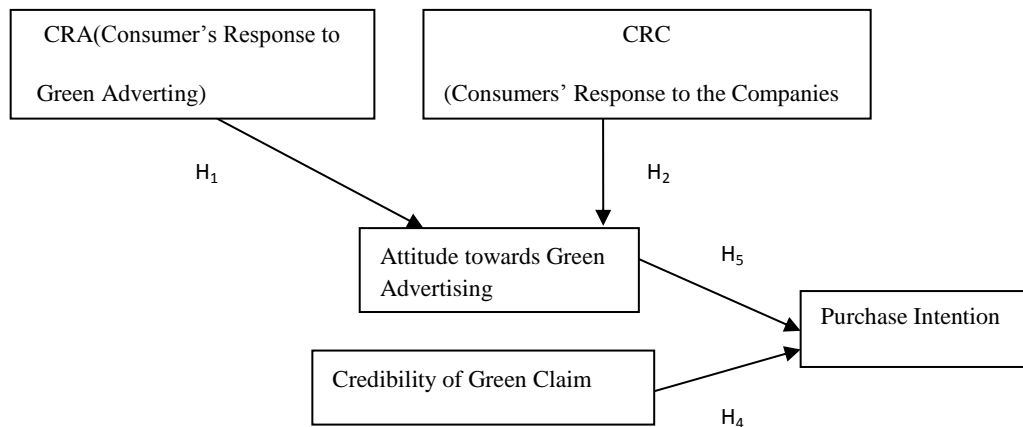 CRA(Consumer's Response to
Green Adverting)
CRC
(Consumers' Response to the Companies
H₁
H₂
Attitude towards Green
Advertising
H₅
Purchase Intention
Credibility of Green Claim
H₄